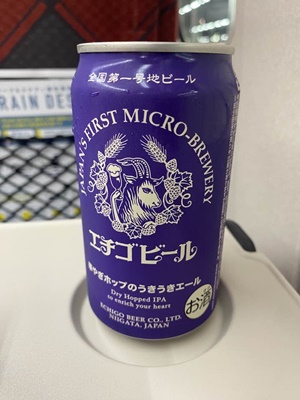 全国第一号地ビール
JAPAN'S FIRST MICRO-BREWERY
エチゴビール
華やぎホップのうきうきエール
Dry Hopped IPA
to enrich your heart
ECHIGO BEER CO., LTD.
NIIGATA, JAPAN
お酒
RAIN DES